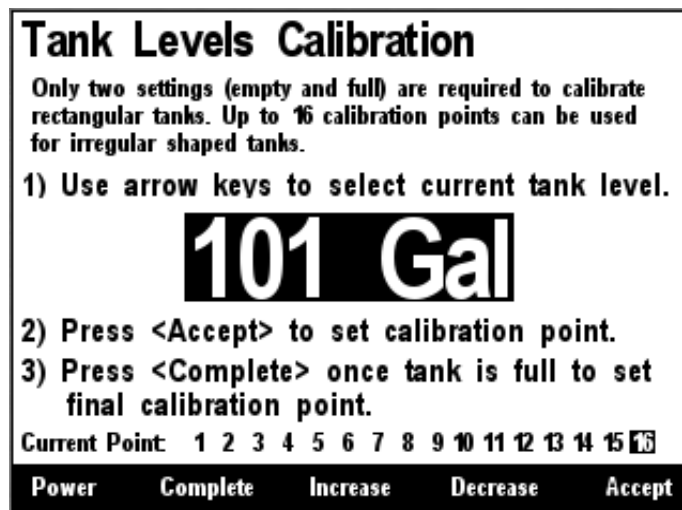 Tank Levels Calibration
Only two settings (empty and full) are required to calibrate
rectangular tanks. Up to 16 calibration points can be used
for irregular shaped tanks.
1) Use arrow keys to select current tank level.
101 Gal
2) Press <Accept> to set calibration point.
3) Press <Complete> once tank is full to set
final calibration point.
Current Point: 1 2 3 4 5 6 7 8 9 10 11 12 13 14 15 16
Power Complete Increase Decrease Accept